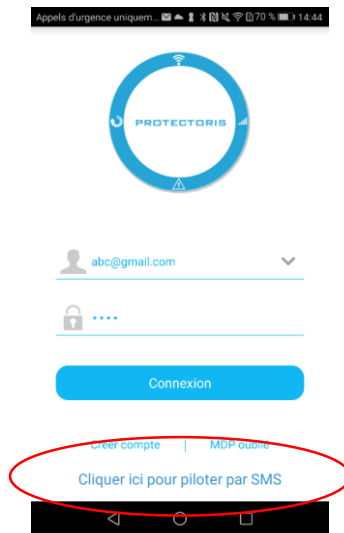 Appels d'urgence uniquem... 70 % 14:44
PROTECTORIS
abc@gmail.com
••••
Connexion
Créer compte | MDP oublié
Cliquer ici pour piloter par SMS